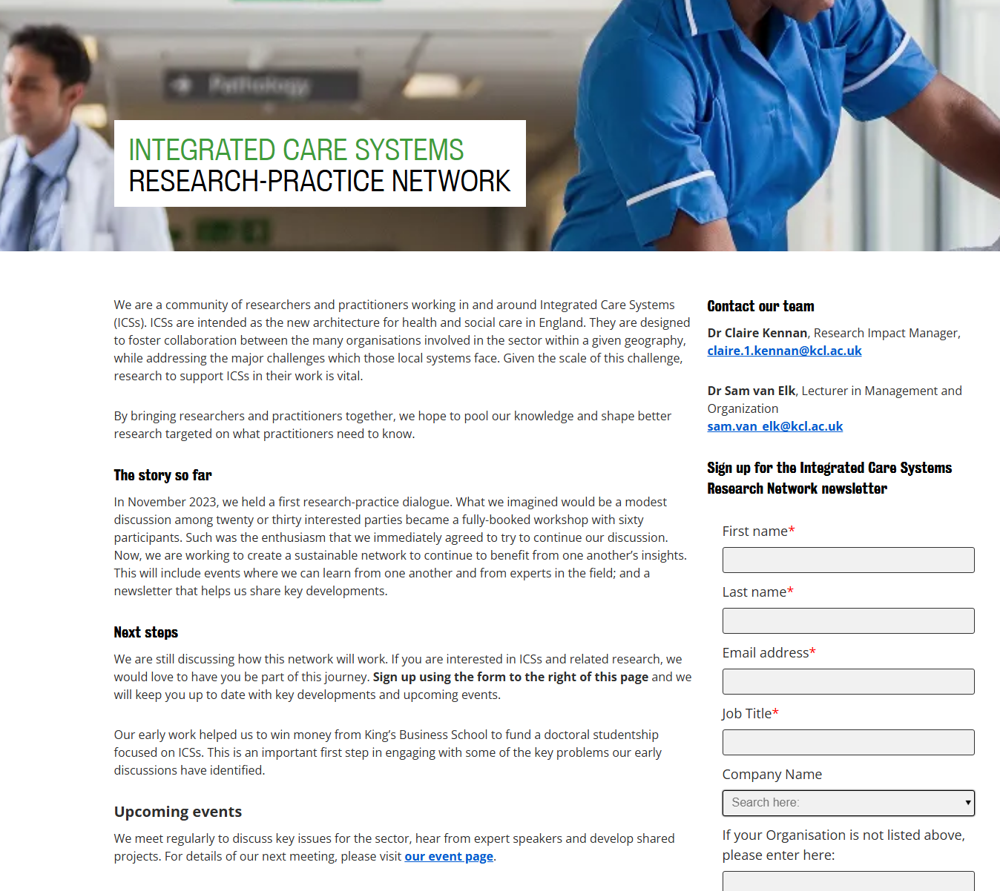 Pathology
INTEGRATED CARE SYSTEMS
RESEARCH-PRACTICE NETWORK
We are a community of researchers and practitioners working in and around Integrated Care Systems
(ICSs). ICSs are intended as the new architecture for health and social care in England. They are designed
to foster collaboration between the many organisations involved in the sector within a given geography,
while addressing the major challenges which those local systems face. Given the scale of this challenge,
research to support ICSs in their work is vital.
By bringing researchers and practitioners together, we hope to pool our knowledge and shape better
research targeted on what practitioners need to know.
The story so far
In November 2023, we held a first research-practice dialogue. What we imagined would be a modest
discussion among twenty or thirty interested parties became a fully-booked workshop with sixty
participants. Such was the enthusiasm that we immediately agreed to try to continue our discussion.
Now, we are working to create a sustainable network to continue to benefit from one another’s insights.
This will include events where we can learn from one another and from experts in the field; and a
newsletter that helps us share key developments.
Next steps
We are still discussing how this network will work. If you are interested in ICSs and related research, we
would love to have you be part of this journey. Sign up using the form to the right of this page and we
will keep you up to date with key developments and upcoming events.
Our early work helped us to win money from King’s Business School to fund a doctoral studentship
focused on ICSs. This is an important first step in engaging with some of the key problems our early
discussions have identified.
Upcoming events
We meet regularly to discuss key issues for the sector, hear from expert speakers and develop shared
projects. For details of our next meeting, please visit our event page.
Contact our team
Dr Claire Kennan, Research Impact Manager,
claire.1.kennan@kcl.ac.uk
Dr Sam van Elk, Lecturer in Management and
Organization
sam.van_elk@kcl.ac.uk
Sign up for the Integrated Care Systems
Research Network newsletter
First name*
Last name*
Email address*
Job Title*
Company Name
Search here:
If your Organisation is not listed above,
please enter here: